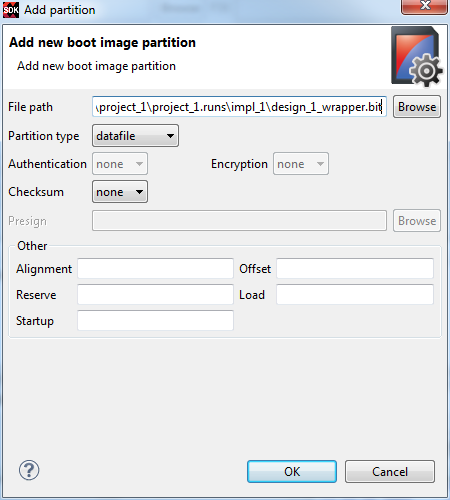 SDK Add partition
Add new boot image partition
Add new boot image partition
File path \project_1\project_1.runs\impl_1\design_1_wrapper.bit Browse
Partition type datafile
Authentication none Encryption none
Checksum none
Presign Browse
Other
Alignment Offset
Reserve Load
Startup
? OK Cancel